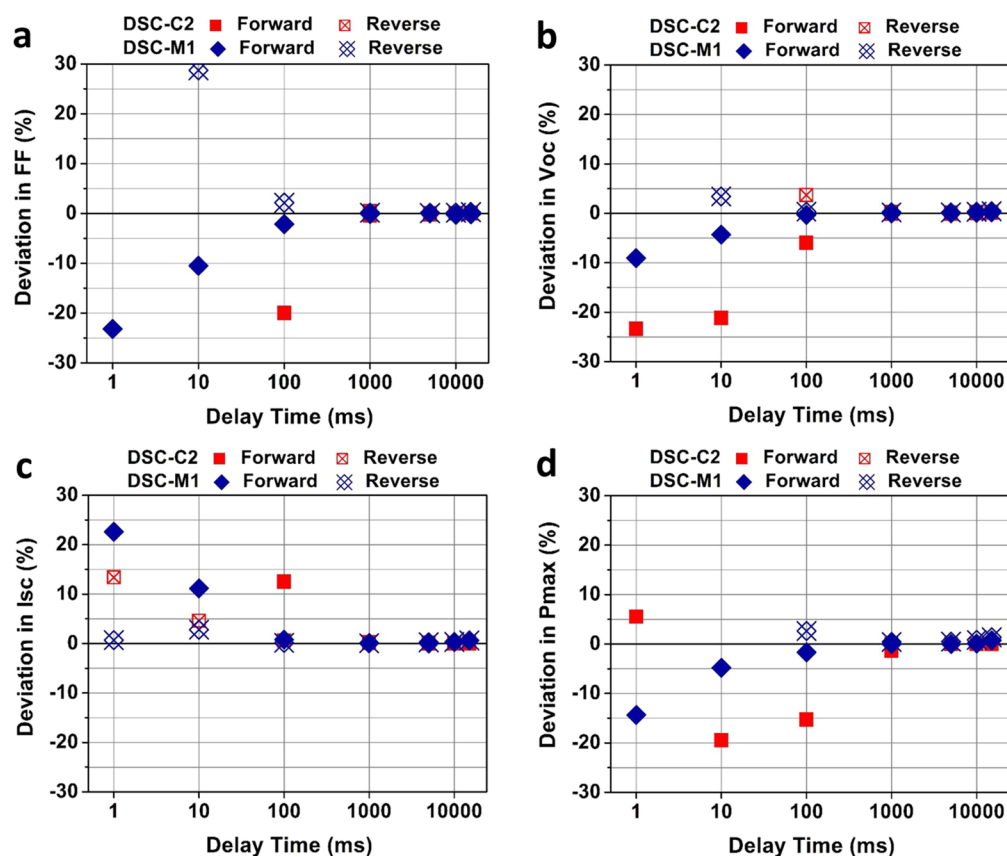 a
DSC-C2 Forward Reverse
DSC-M1 Forward Reverse
30
20
10
0
-10
-20
-30
Deviation in FF (%)
1 10 100 1000 10000
Delay Time (ms)
b
DSC-C2 Forward Reverse
DSC-M1 Forward Reverse
30
20
10
0
-10
-20
-30
Deviation in Voc (%)
1 10 100 1000 10000
Delay Time (ms)
c
DSC-C2 Forward Reverse
DSC-M1 Forward Reverse
30
20
10
0
-10
-20
-30
Deviation in Isc (%)
1 10 100 1000 10000
Delay Time (ms)
d
DSC-C2 Forward Reverse
DSC-M1 Forward Reverse
30
20
10
0
-10
-20
-30
Deviation in Pmax (%)
1 10 100 1000 10000
Delay Time (ms)